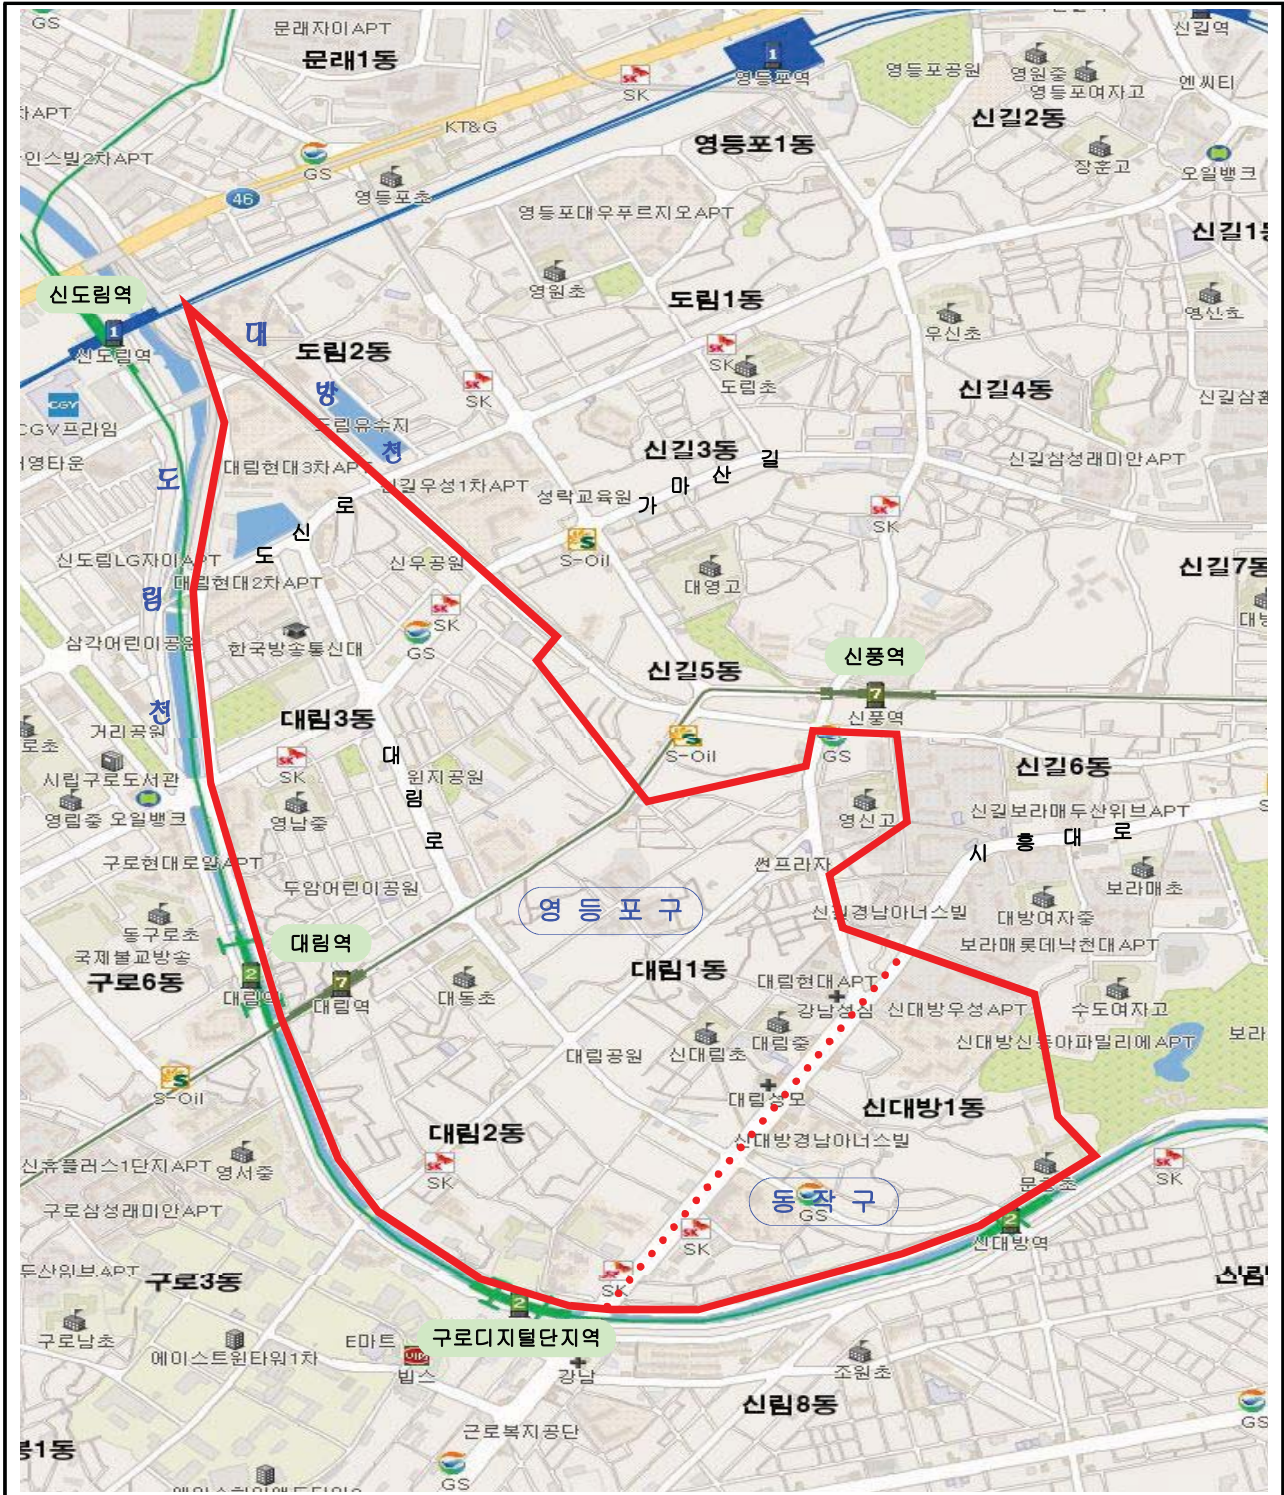 GS
문래자이APT
문래1동
SK
1
영등포역
영등포공원
영원중
영등포여자고
신길역
엔씨티
신길2동
KT&G
영등포1동
장훈고
오일뱅크
GS
46
영등포초
영등포대우푸르지오APT
신도림역
1
신도림역
영원초
도림1동
우신초
대
방
천
도림2동
SK
SK
도림초
신길4동
CGV
도림유수지
신길3동
가 마 산 길
신길삼성래미안APT
대림현대3차APT
신길우성1차APT
성락교육원
SK
도
림
천
도 신 로
신도림LG자이APT
대림현대2차APT
신우공원
S-Oil
대영고
SK
GS
삼각어린이공원
한국방송통신대
신길5동
신풍역
7
신풍역
거리공원
대림3동
S-Oil
GS
신길6동
시립구로도서관
SK
원지공원
대
림
로
영림중
오일뱅크
영남중
영신고
신길보라매두산위브APT
시 흥 대 로
구로현대로얄APT
두암어린이공원
썬프라자
보라매초
영 등 포 구
신길경남아너스빌
대방여자중
동구로초
국제불교방송
대림역
보라매롯데낙천대APT
구로6동
2
대림역
7
대림역
대동초
대림1동
대림현대APT
강남성심
신대방우성APT
수도여자고
대림공원
신대림초
대림중
신대방신동아파밀리에APT
S-Oil
대림성모
신대방1동
대림2동
신대방경남아너스빌
영서중
SK
동 작 구
GS
SK
구로삼성래미안APT
SK
2
신대방역
구로3동
SK
2
구로디지털단지역
구로남초
에이스트윈타워1차
E마트
VIPS
빕스
강남
조원초
신림8동
근로복지공단
GS
GS